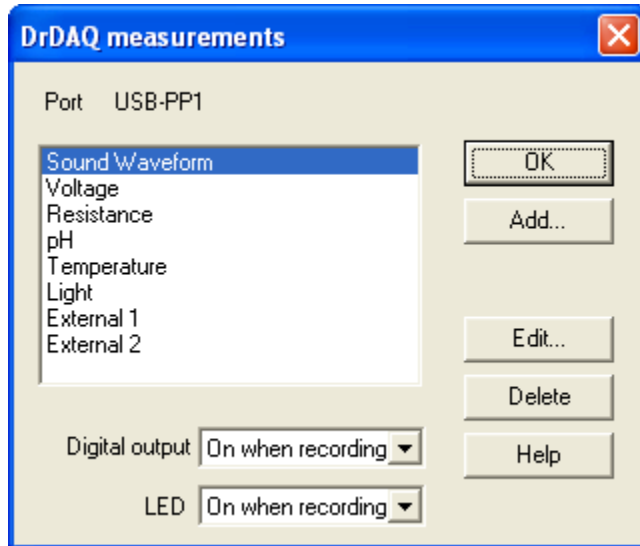 DrDAQ measurements
Port USB-PP1
Sound Waveform
Voltage
Resistance
pH
Temperature
Light
External 1
External 2
OK
Add...
Edit...
Delete
Help
Digital output On when recording
LED On when recording